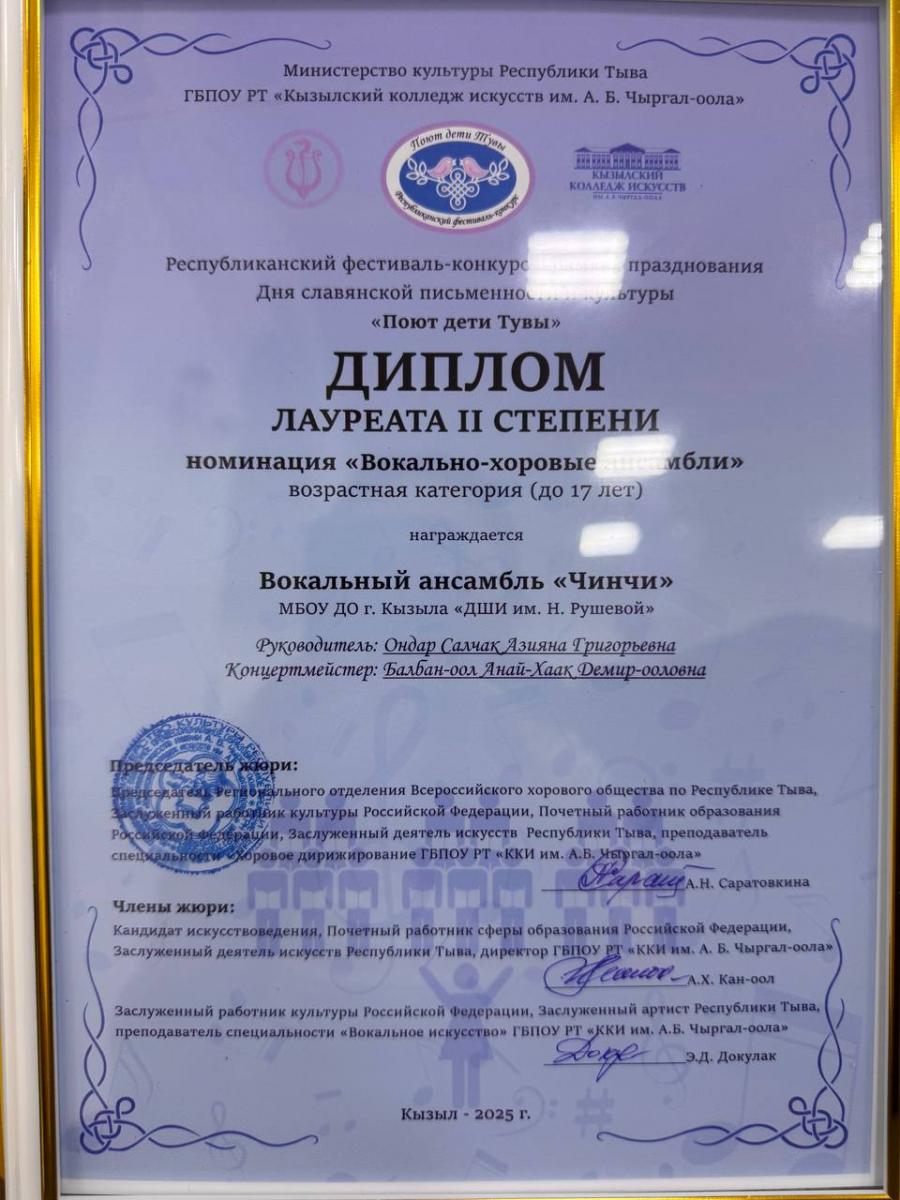 Министерство культуры Республики Тыва
ГБПОУ РТ «Кызылский колледж искусств им. А. Б. Чыргал-оола»
Поют дети Тувы
Республиканский фестиваль-конкурс
КЫЗЫЛСКИЙ
КОЛЛЕДЖ ИСКУССТВ
ИМ. А.Б. ЧЫРГАЛ-ООЛА
Республиканский фестиваль-конкурс празднования
Дня славянской письменности и культуры
«Поют дети Тувы»
ДИПЛОМ
ЛАУРЕАТА II СТЕПЕНИ
номинация «Вокально-хоровые ансамбли»
возрастная категория (до 17 лет)
награждается
Вокальный ансамбль «Чинчи»
МБОУ ДО г. Кызыла «ДШИ им. Н. Рушевой»
Руководитель: Ондар Салчак Азияна Григорьевна
Концертмейстер: Балбан-оол Анай-Хаак Демир-ооловна
Председатель жюри:
Председатель Регионального отделения Всероссийского хорового общества по Республике Тыва,
Заслуженный работник культуры Российской Федерации, Почетный работник образования
Российской Федерации, Заслуженный деятель искусств Республики Тыва, преподаватель
специальности «Хоровое дирижирование ГБПОУ РТ «ККИ им. А.Б. Чыргал-оола»
А.Н. Саратовкина
Члены жюри:
Кандидат искусствоведения, Почетный работник сферы образования Российской Федерации,
Заслуженный деятель искусств Республики Тыва, директор ГБПОУ РТ «ККИ им. А. Б. Чыргал-оола»
А.Х. Кан-оол
Заслуженный работник культуры Российской Федерации, Заслуженный артист Республики Тыва,
преподаватель специальности «Вокальное искусство» ГБПОУ РТ «ККИ им. А.Б. Чыргал-оола»
Э.Д. Докулак
Кызыл - 2025 г.